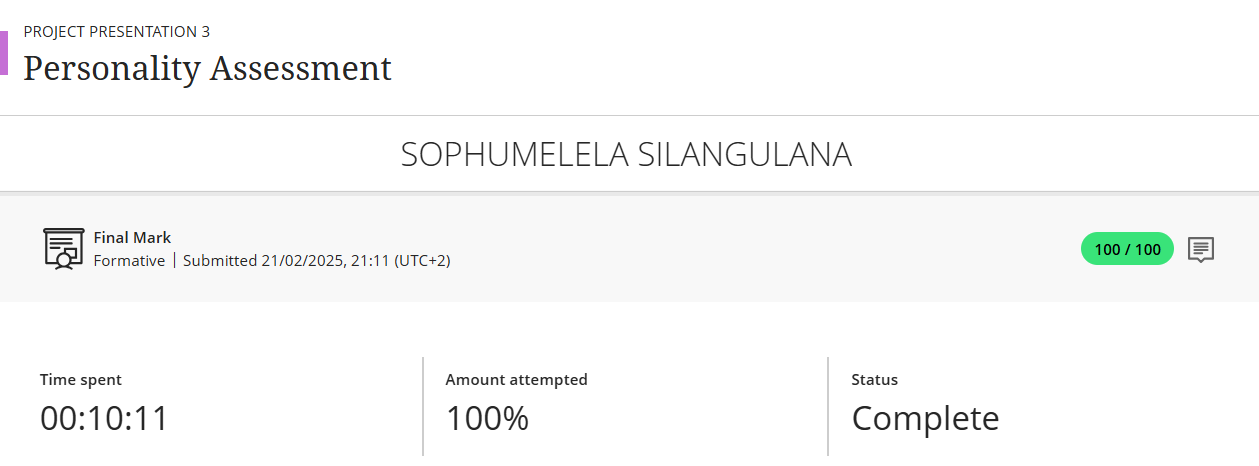 PROJECT PRESENTATION 3
Personality Assessment
SOPHUMELELA SILANGULANA
Final Mark
Formative | Submitted 21/02/2025, 21:11 (UTC+2)
100 / 100
Time spent
00:10:11
Amount attempted
100%
Status
Complete